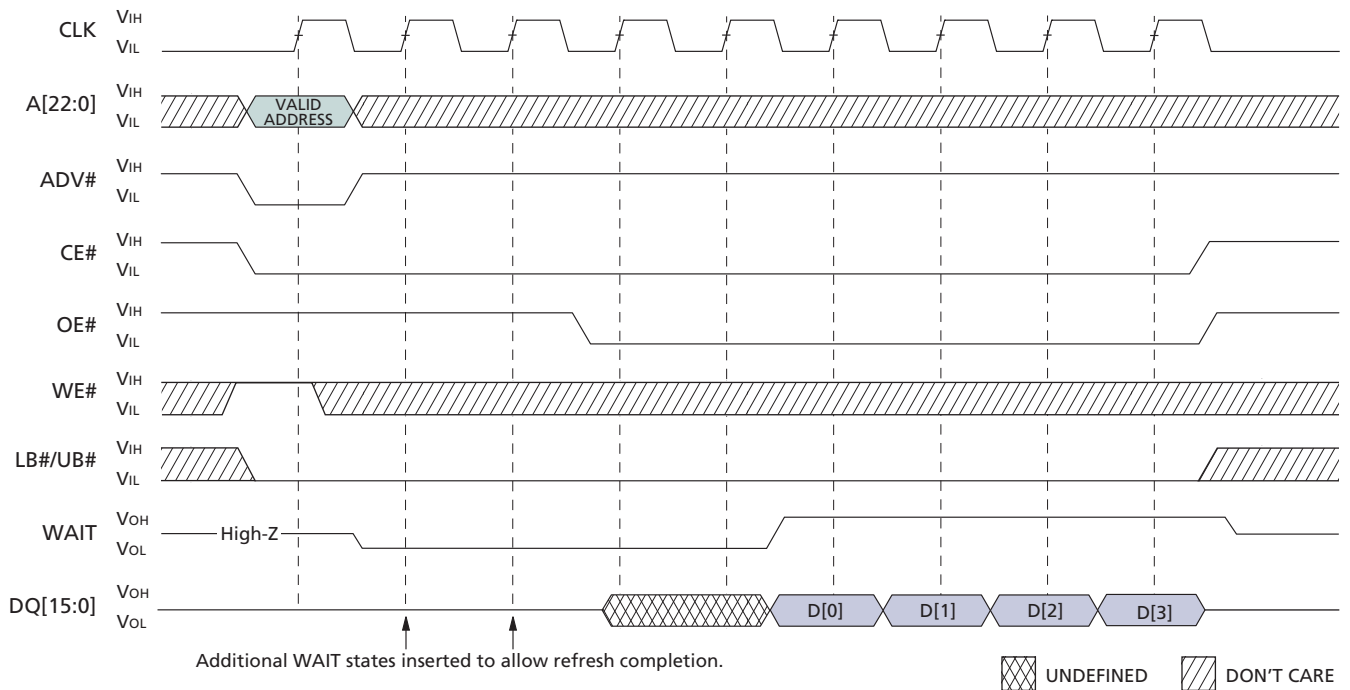 CLK
VIH
VIL
A[22:0]
VIH
VIL
VALID
ADDRESS
ADV#
VIH
VIL
CE#
VIH
VIL
OE#
VIH
VIL
WE#
VIH
VIL
LB#/UB#
VIH
VIL
WAIT
VOH
VOL
High-Z
DQ[15:0]
VOH
VOL
D[0]
D[1]
D[2]
D[3]
Additional WAIT states inserted to allow refresh completion.
UNDEFINED
DON'T CARE